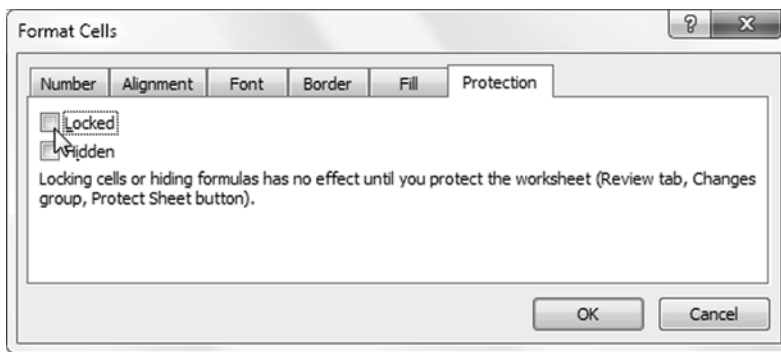 Format Cells
Number Alignment Font Border Fill Protection
Locked
Hidden
Locking cells or hiding formulas has no effect until you protect the worksheet (Review tab, Changes
group, Protect Sheet button).
OK Cancel